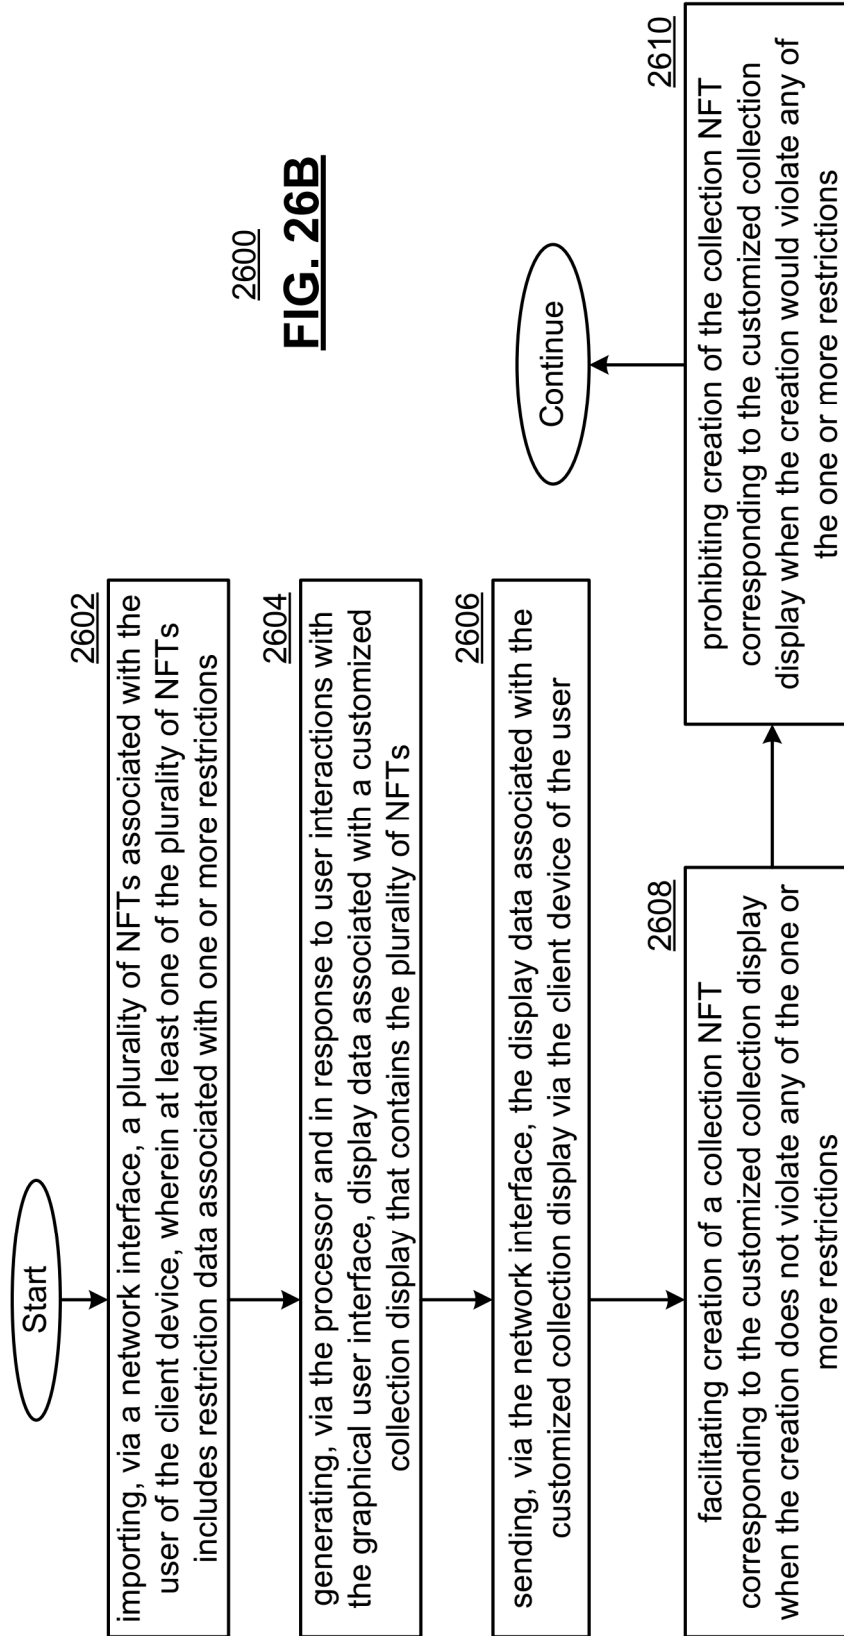 Start
2602
importing, via a network interface, a plurality of NFTs associated with the
user of the client device, wherein at least one of the plurality of NFTs
includes restriction data associated with one or more restrictions
2604
generating, via the processor and in response to user interactions with
the graphical user interface, display data associated with a customized
collection display that contains the plurality of NFTs
2606
sending, via the network interface, the display data associated with the
customized collection display via the client device of the user
2608
facilitating creation of a collection NFT
corresponding to the customized collection display
when the creation does not violate any of the one or
more restrictions
2610
prohibiting creation of the collection NFT
corresponding to the customized collection
display when the creation would violate any of
the one or more restrictions
Continue
2600
FIG. 26B